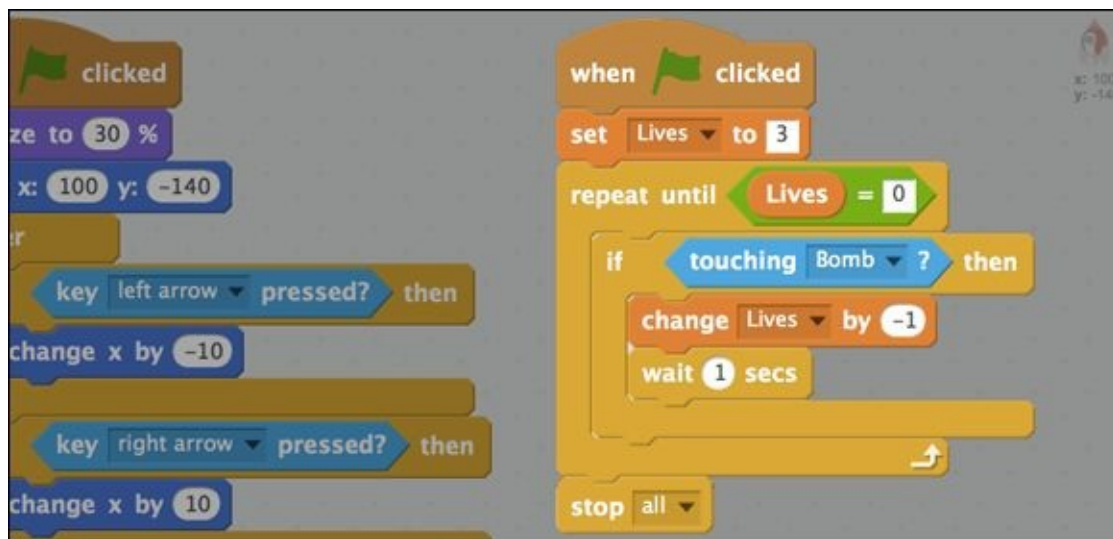 clicked
ze to 30 %
x: 100 y: -140
er
key left arrow pressed? then
change x by -10
key right arrow pressed? then
change x by 10
when clicked
set Lives to 3
repeat until Lives = 0
if touching Bomb ? then
change Lives by -1
wait 1 secs
stop all
x: 100